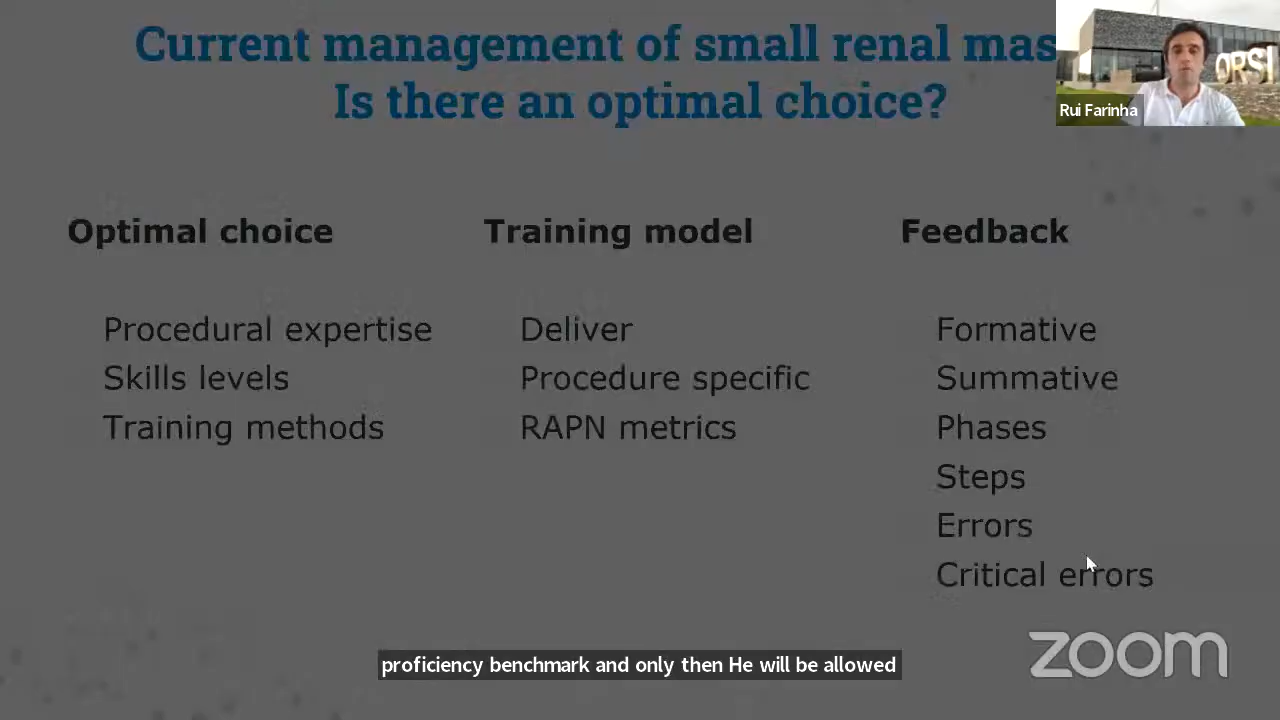 Current management of small renal mas
Is there an optimal choice?
ORSI
Rui Farinha
Optimal choice
Procedural expertise
Skills levels
Training methods
Training model
Deliver
Procedure specific
RAPN metrics
Feedback
Formative
Summative
Phases
Steps
Errors
Critical errors
zoom
proficiency benchmark and only then He will be allowed